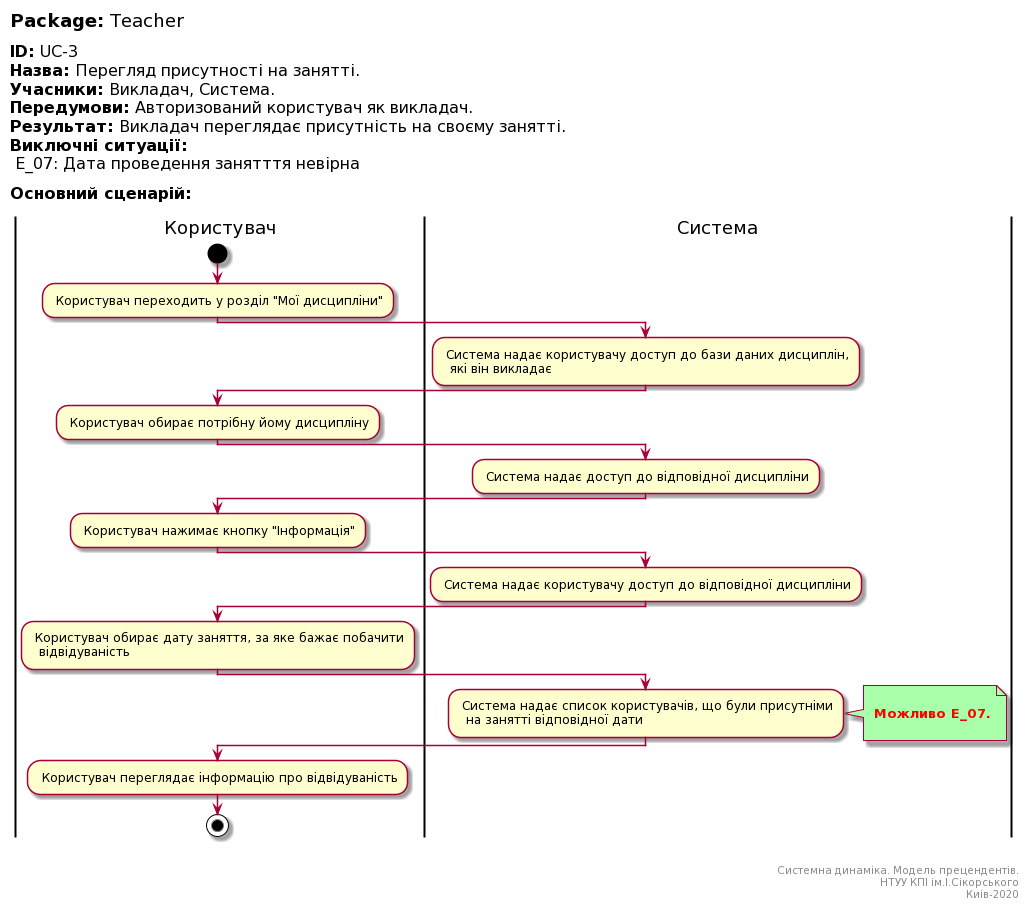 Package: Teacher
ID: UC-3
Назва: Перегляд присутності на занятті.
Учасники: Викладач, Система.
Передумови: Авторизований користувач як викладач.
Результат: Викладач переглядає присутність на своєму занятті.
Виключні ситуації:
E_07: Дата проведення занятття невірна
Основний сценарій:
Користувач
Система
Користувач переходить у розділ "Мої дисципліни"
Система надає користувачу доступ до бази даних дисциплін,
які він викладає
Користувач обирає потрібну йому дисципліну
Система надає доступ до відповідної дисципліни
Користувач нажимає кнопку "Інформація"
Система надає користувачу доступ до відповідної дисципліни
Користувач обирає дату заняття, за яке бажає побачити
відвідуваність
Система надає список користувачів, що були присутніми
на занятті відповідної дати
Можливо E_07.
Користувач переглядає інформацію про відвідуваність
Системна динаміка. Модель прецендентів.
НТУУ КПІ ім.І.Сікорського
Київ-2020